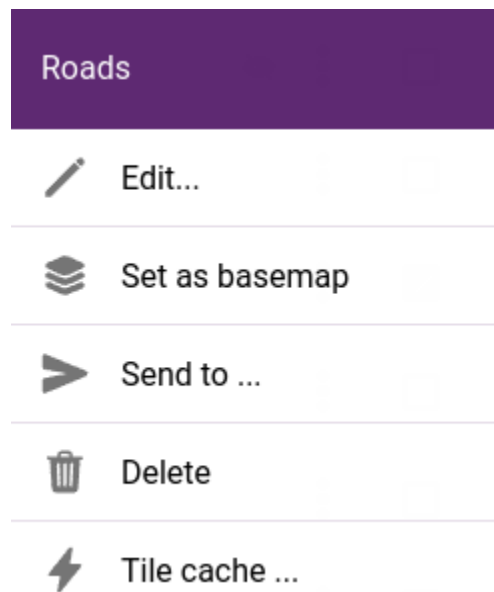 Roads
Edit...
Set as basemap
Send to ...
Delete
Tile cache ...